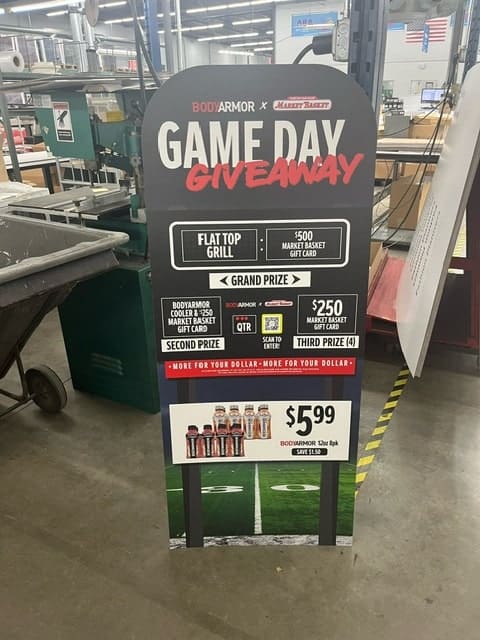 BODYARMOR X MARKET BASKET
GAME DAY
GIVEAWAY
FLAT TOP
GRILL
:
$500
MARKET BASKET
GIFT CARD
< GRAND PRIZE >
BODYARMOR
COOLER & $250
MARKET BASKET
GIFT CARD
SECOND PRIZE
BODYARMOR X MARKET BASKET
QTR
SCAN TO
ENTER!
$250
MARKET BASKET
GIFT CARD
THIRD PRIZE (4)
• MORE FOR YOUR DOLLAR • MORE FOR YOUR DOLLAR •
$5.99
BODYARMOR 12oz 8pk
SAVE $1.50